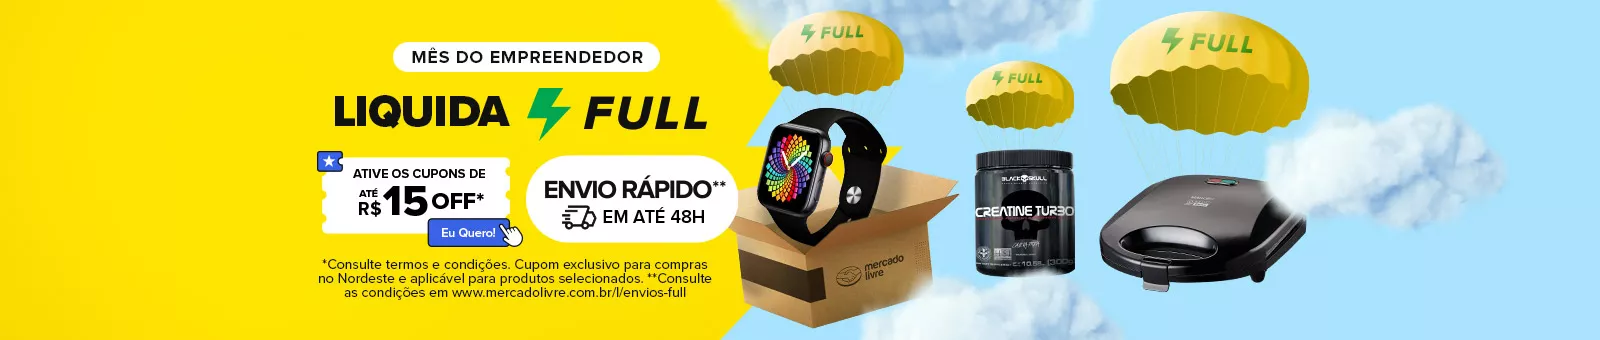 MÊS DO EMPREENDEDOR
LIQUIDA FULL
ATIVE OS CUPONS DE
ATÉ
R$ 15 OFF*
Eu Quero!
ENVIO RÁPIDO**
EM ATÉ 48H
*Consulte termos e condições. Cupom exclusivo para compras
no Nordeste e aplicável para produtos selecionados. **Consulte
as condições em www.mercadolivre.com.br/l/envios-full
FULL
FULL
FULL
mercado
livre
BLACK SKULL
CREATINE TURBO